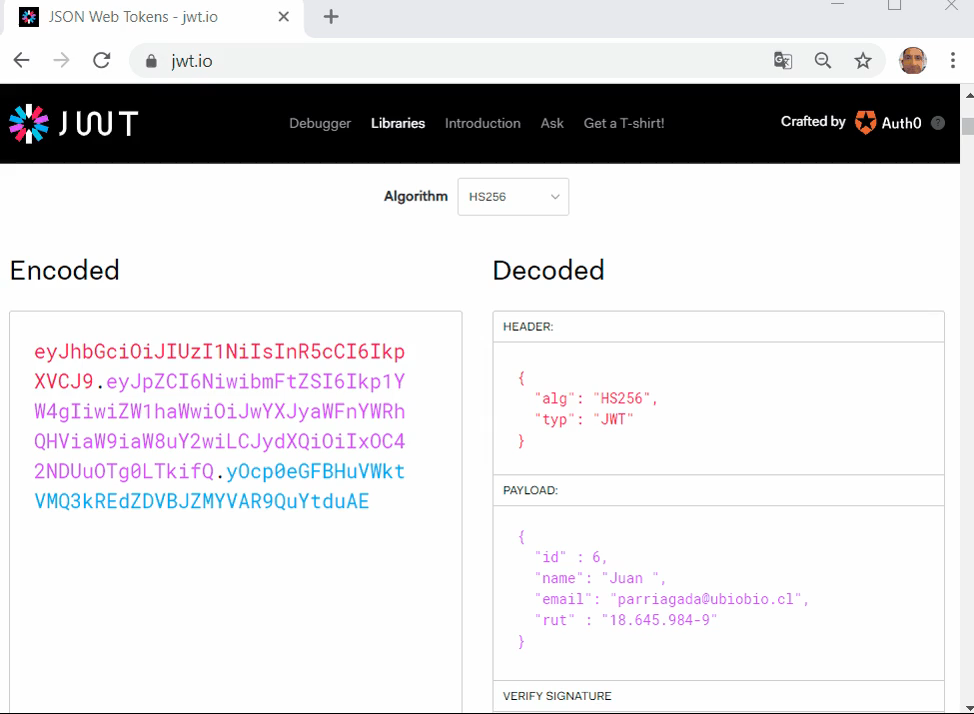 JSON Web Tokens - jwt.io
jwt.io
JWT
Debugger Libraries Introduction Ask Get a T-shirt! Crafted by Auth0 ?
Algorithm HS256
Encoded
Decoded
eyJhbGciOiJIUzI1NiIsInR5cCI6Ikp
XVCJ9.eyJpZCI6NiwibmFtZSI6Ikp1Y
W4gIiwiZW1haWwiOiJwYXJyaWFnYWRh
QHViaW9iaW8uY2wiLCJydXQiOiIxOC4
2NDUuOTg0LTkifQ.yOcp0eGFBHuVWkt
VMQ3kREdZDVBJZMYVAR9QuYtduAE
HEADER:
{
"alg": "HS256",
"typ": "JWT"
}
PAYLOAD:
{
"id" : 6,
"name": "Juan ",
"email": "parriagada@ubiobio.cl",
"rut" : "18.645.984-9"
}
VERIFY SIGNATURE